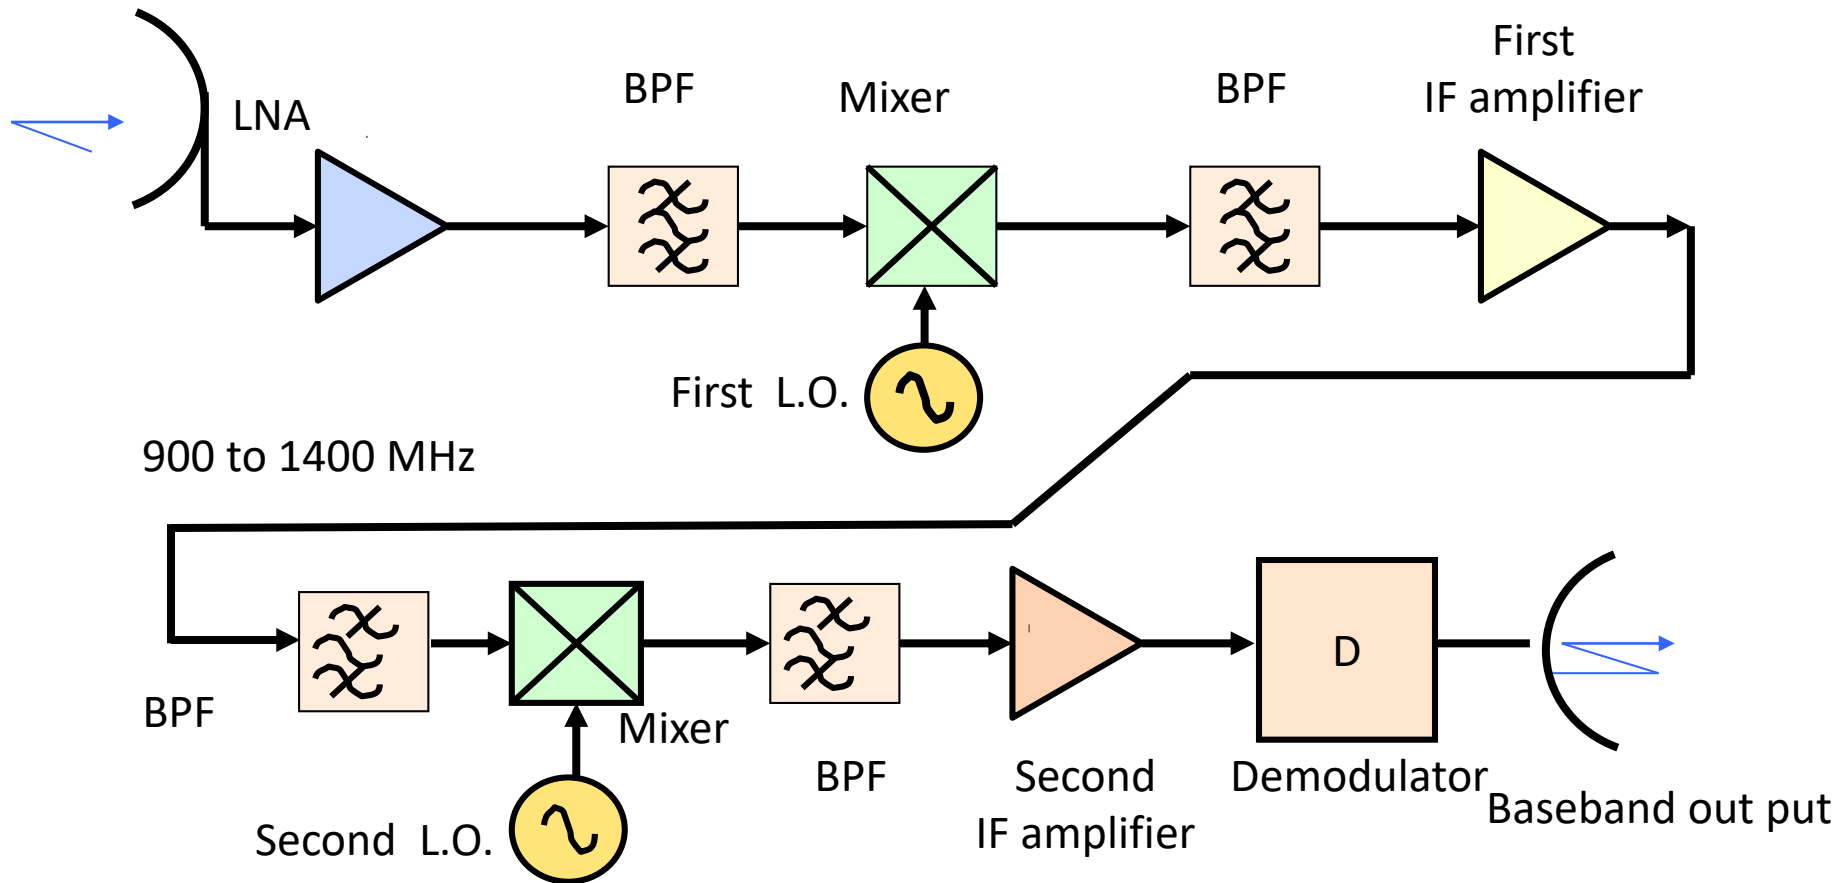 First
IF amplifier
BPF
Mixer
BPF
LNA
First L.O.
900 to 1400 MHz
D
BPF
Mixer
BPF
Second
IF amplifier
Demodulator
Baseband out put
Second L.O.